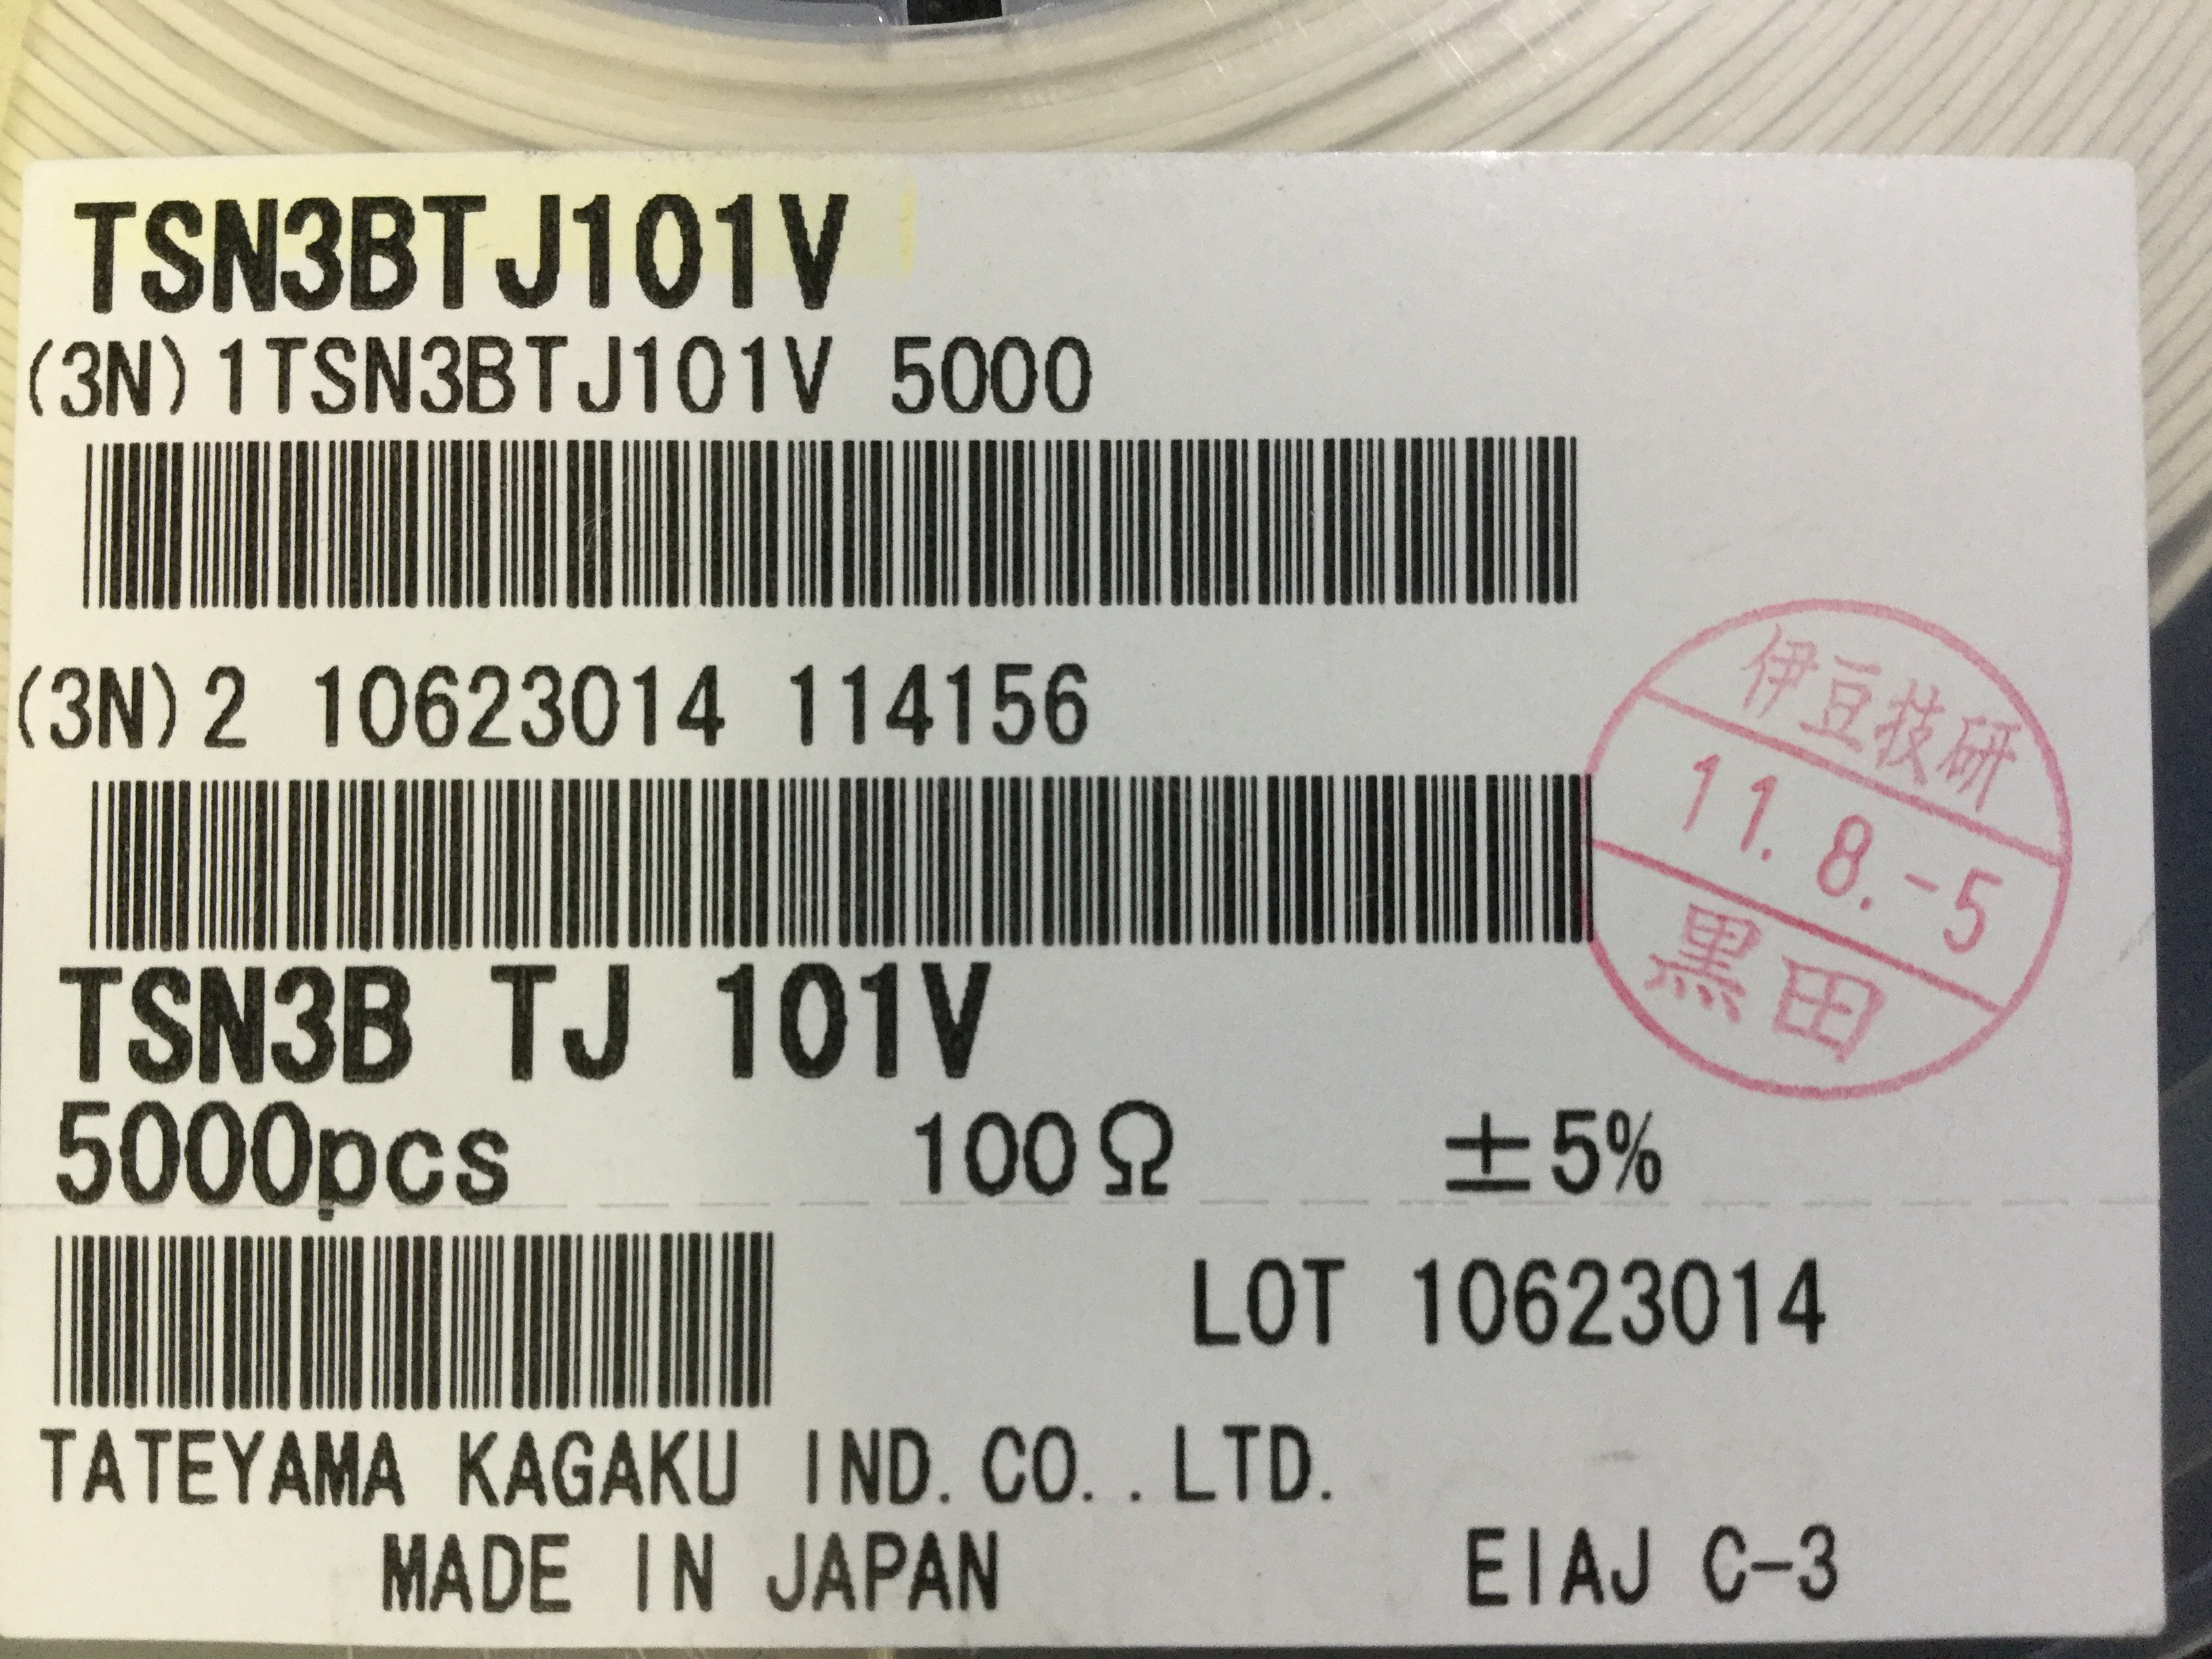 TSN3BTJ101V
(3N)1TSN3BTJ101V 5000
(3N)2 10623014 114156
伊豆技研
11.8.-5
黒田
TSN3B TJ 101V
5000pcs 100Ω ±5%
LOT 10623014
TATEYAMA KAGAKU IND.CO..LTD.
MADE IN JAPAN EIAJ C-3